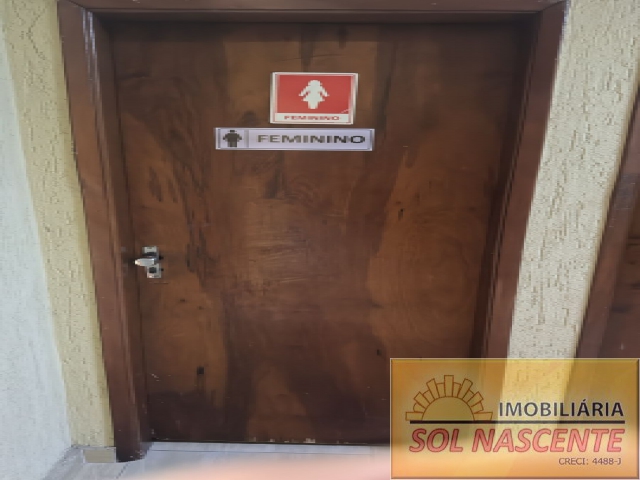 FEMININO
FEMININO
IMOBILIÁRIA
SOL NASCENTE
CRECI: 4488-J